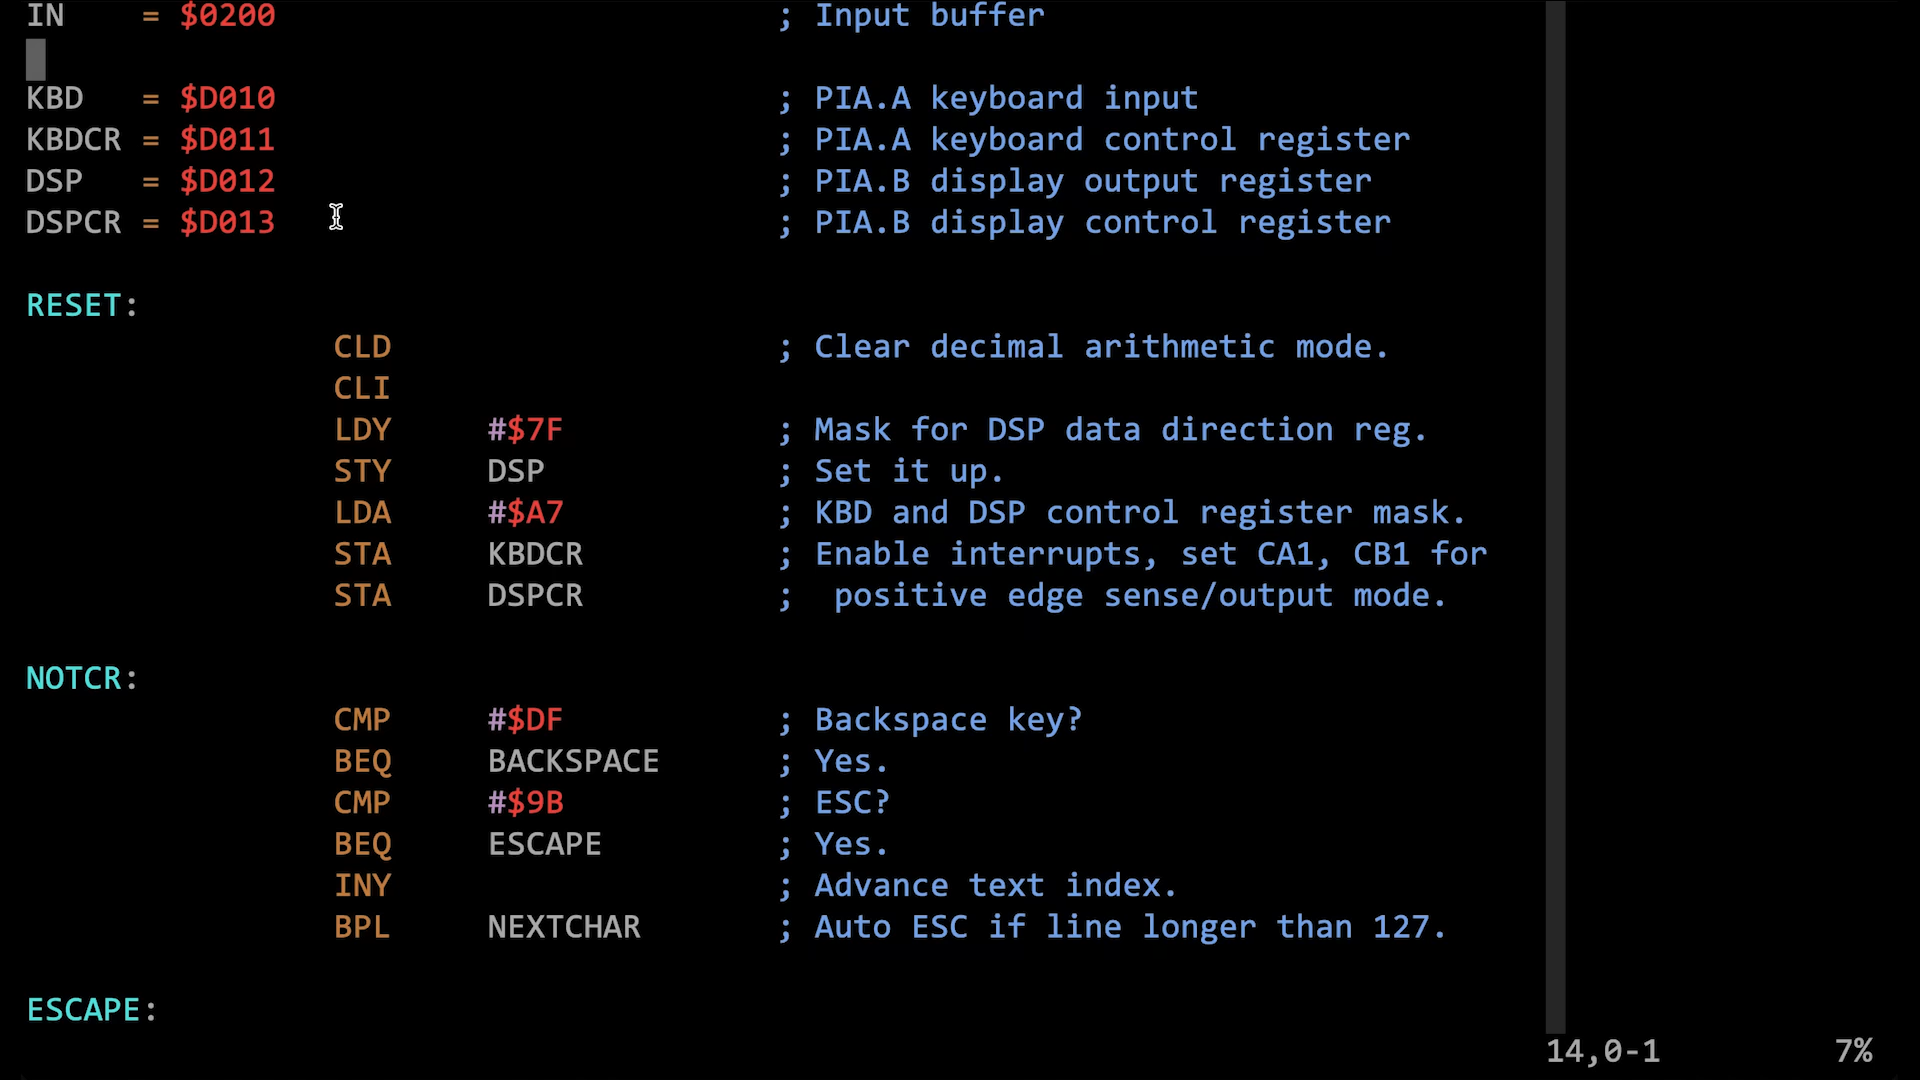 IN    = $0200                          ; Input buffer
KBD   = $D010                          ; PIA.A keyboard input
KBDCR = $D011                          ; PIA.A keyboard control register
DSP   = $D012                          ; PIA.B display output register
DSPCR = $D013                          ; PIA.B display control register
RESET:
                CLD                    ; Clear decimal arithmetic mode.
                CLI
                LDY     #$7F           ; Mask for DSP data direction reg.
                STY     DSP            ; Set it up.
                LDA     #$A7           ; KBD and DSP control register mask.
                STA     KBDCR          ; Enable interrupts, set CA1, CB1 for
                STA     DSPCR          ;  positive edge sense/output mode.
NOTCR:
                CMP     #$DF           ; Backspace key?
                BEQ     BACKSPACE      ; Yes.
                CMP     #$9B           ; ESC?
                BEQ     ESCAPE         ; Yes.
                INY                    ; Advance text index.
                BPL     NEXTCHAR       ; Auto ESC if line longer than 127.
ESCAPE:
14,0-1         7%